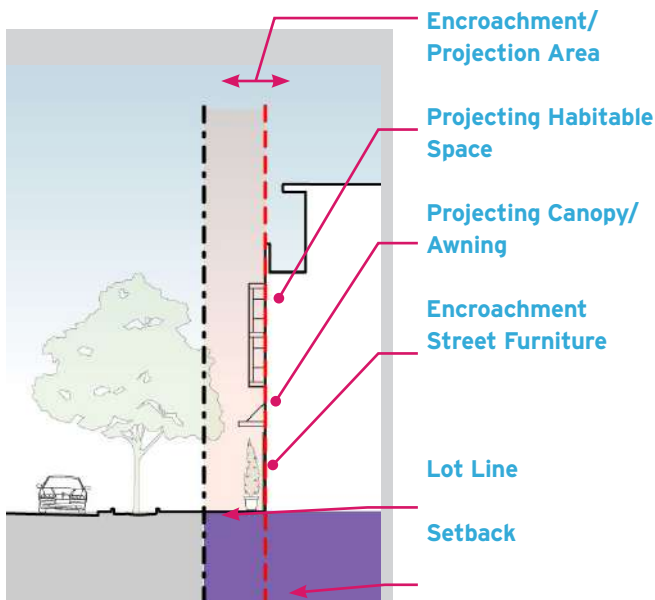 Encroachment/
Projection Area
Projecting Habitable
Space
Projecting Canopy/
Awning
Encroachment
Street Furniture
Lot Line
Setback